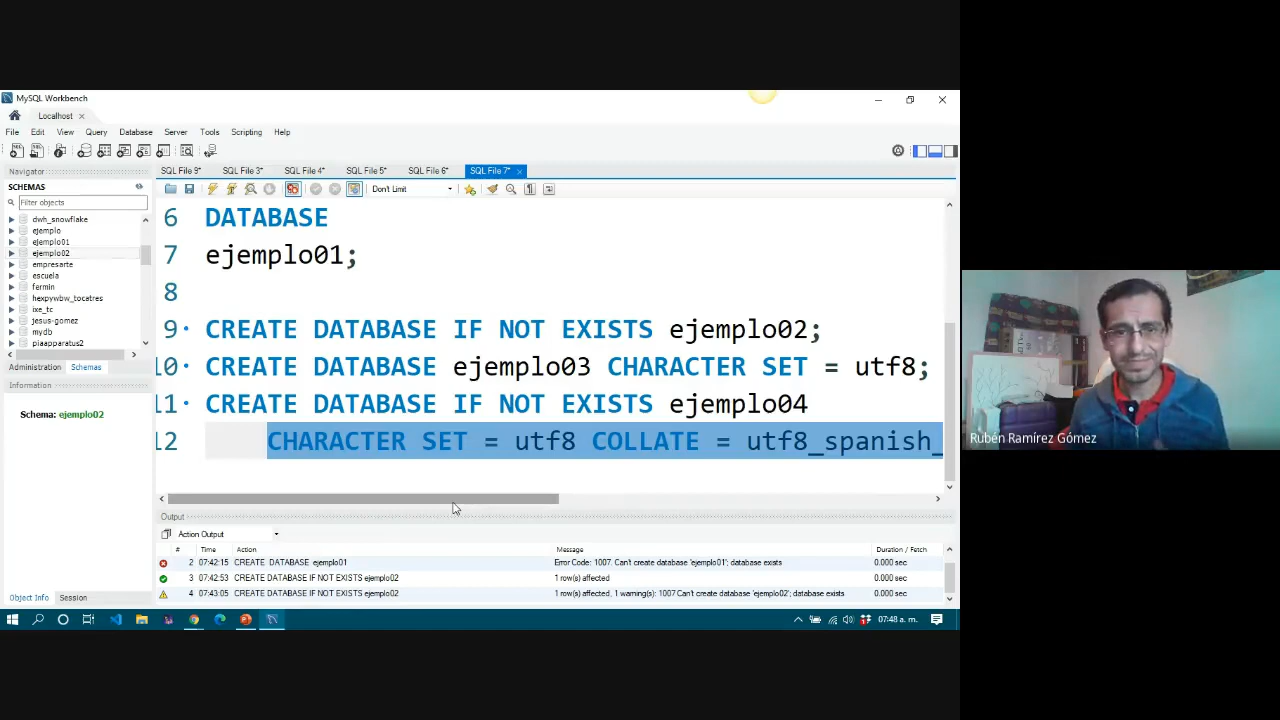 MySQL Workbench
Localhost
File Edit View Query Database Server Tools Scripting Help
Navigator
SCHEMAS
Filter objects
dwh_snowflake
ejemplo
ejemplo01
ejemplo02
empresarte
escuela
fermin
hexpywbw_tocatres
ixe_tc
jesus-gomez
mydb
piaapparatus2
Administration Schemas
Information
Schema: ejemplo02
Object Info Session
SQL File 9* SQL File 3* SQL File 4* SQL File 5* SQL File 6* SQL File 7*
Don't Limit
6 DATABASE
7 ejemplo01;
8
9 CREATE DATABASE IF NOT EXISTS ejemplo02;
10 CREATE DATABASE ejemplo03 CHARACTER SET = utf8;
11 CREATE DATABASE IF NOT EXISTS ejemplo04
12 CHARACTER SET = utf8 COLLATE = utf8_spanish_
Output
Action Output
# Time Action Message Duration / Fetch
2 07:42:15 CREATE DATABASE ejemplo01 Error Code: 1007. Can't create database 'ejemplo01'; database exists 0.000 sec
3 07:42:53 CREATE DATABASE IF NOT EXISTS ejemplo02 1 row(s) affected 0.000 sec
4 07:43:05 CREATE DATABASE IF NOT EXISTS ejemplo02 1 row(s) affected, 1 warning(s): 1007 Can't create database 'ejemplo02'; database exists 0.000 sec
07:48 a. m.
Rubén Ramírez Gómez